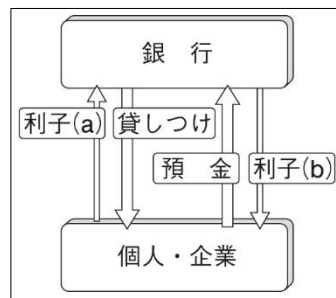 銀　行
利子(a)
貸しつけ
預　金
利子(b)
個人・企業